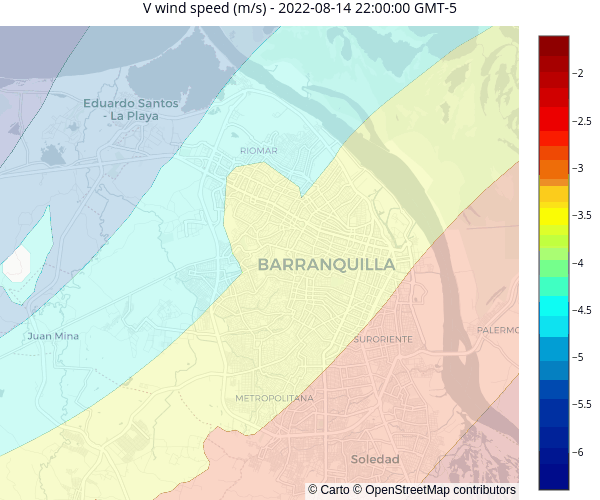 V wind speed (m/s) - 2022-08-14 22:00:00 GMT-5
Eduardo Santos
- La Playa
RIOMAR
BARRANQUILLA
Juan Mina
SURORIENTE
PALERMO
METROPOLITANA
Soledad
© Carto © OpenStreetMap contributors
−2
−2.5
−3
−3.5
−4
−4.5
−5
−5.5
−6